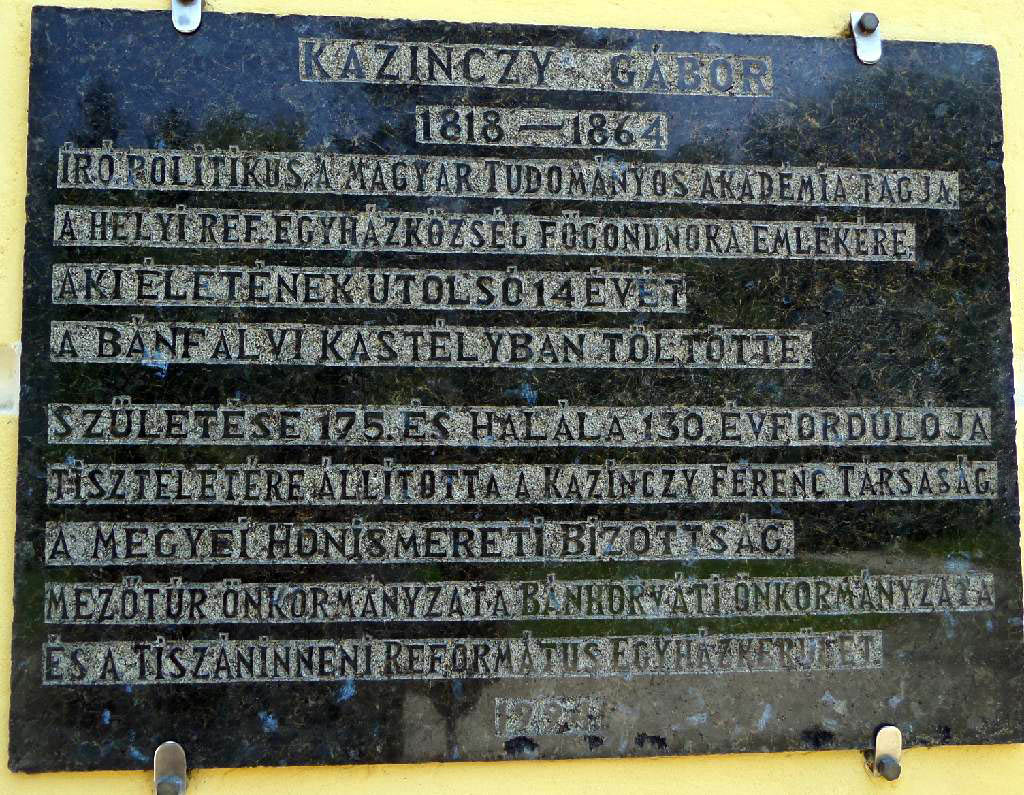 KAZINCZY GÁBOR
1818 — 1864
ÍRÓ POLITIKUS, A MAGYAR TUDOMÁNYOS AKADÉMIA TAGJA,
A HELYI REF. EGYHÁZKÖZSÉG FŐGONDNOKA EMLÉKÉRE,
AKI ÉLETÉNEK UTOLSÓ 14 ÉVÉT
A BÁNFALVI KASTÉLYBAN TÖLTÖTTE.
SZÜLETÉSE 175. ÉS HALÁLA 130. ÉVFORDULÓJA
TISZTELETÉRE ÁLLÍTOTTA A KAZINCZY FERENC TÁRSASÁG,
A MEGYEI HONISMERETI BIZOTTSÁG,
MEZŐTÚR ÖNKORMÁNYZATA A BÁNHORVÁTI ÖNKORMÁNYZATA
ÉS A TISZÁNINNENI REFORMÁTUS EGYHÁZKERÜLET
1994